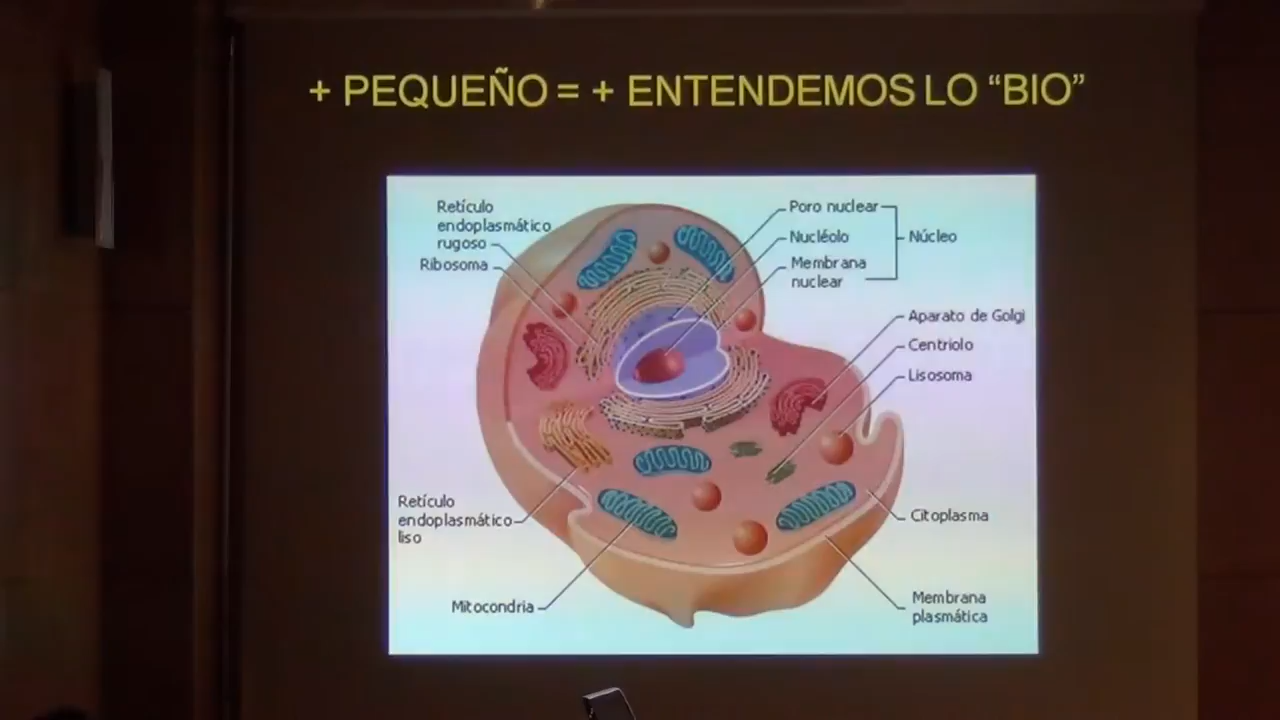 + PEQUEÑO = + ENTENDEMOS LO “BIO”
Retículo
endoplasmático
rugoso
Ribosoma
Poro nuclear
Nucléolo
Membrana
nuclear
Núcleo
Aparato de Golgi
Centriolo
Lisosoma
Retículo
endoplasmático
liso
Mitocondria
Citoplasma
Membrana
plasmática